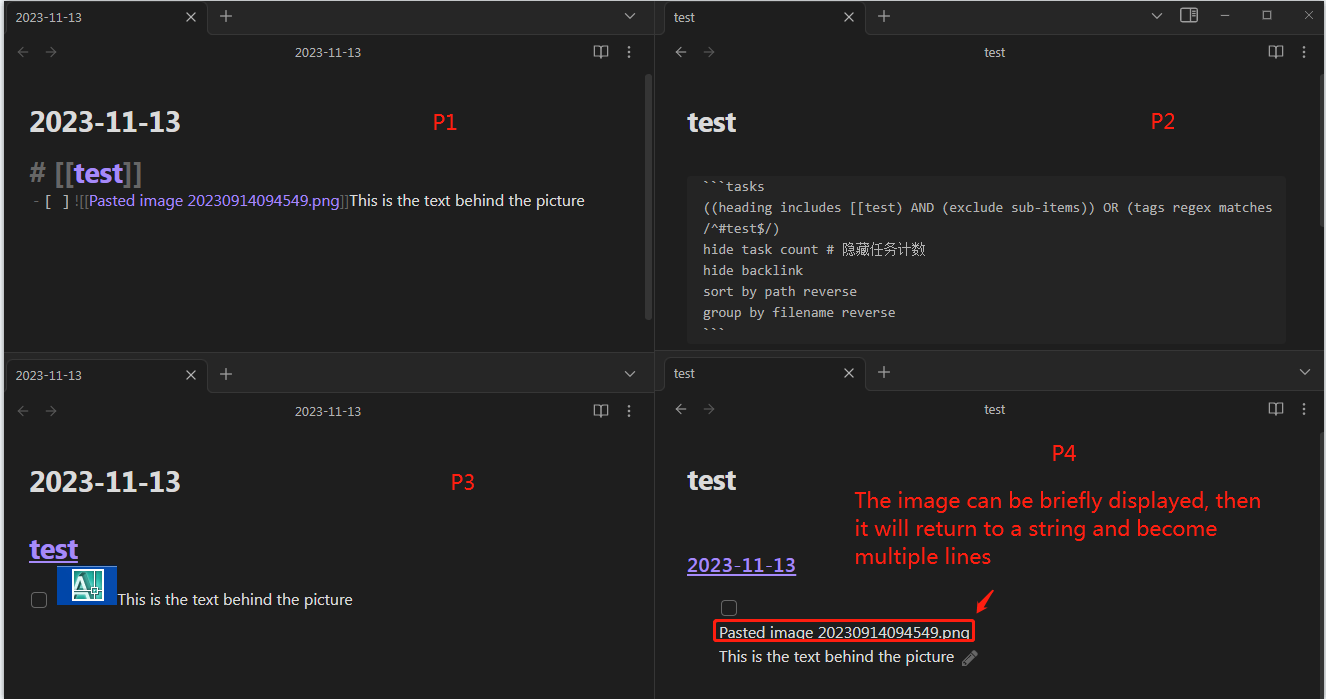 2023-11-13
2023-11-13
2023-11-13
P1
# [[test]]
- [ ] ![[Pasted image 20230914094549.png]]This is the text behind the picture
test
test
test
P2
```tasks
((heading includes [[test) AND (exclude sub-items)) OR (tags regex matches
/^#test$/)
hide task count # 隐藏任务计数
hide backlink
sort by path reverse
group by filename reverse
```
2023-11-13
2023-11-13
2023-11-13
P3
test
A
This is the text behind the picture
test
test
P4
test
The image can be briefly displayed, then
it will return to a string and become
multiple lines
2023-11-13
Pasted image 20230914094549.png
This is the text behind the picture